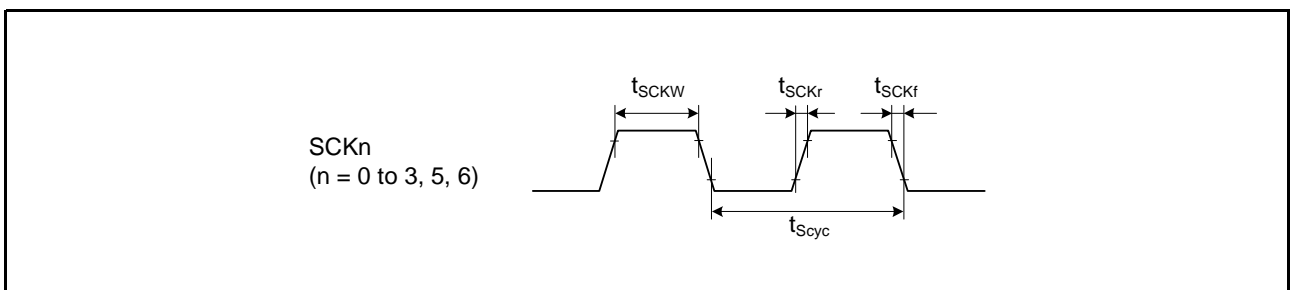 tSCKW tSCKr tSCKf
SCKn
(n = 0 to 3, 5, 6)
tScyc